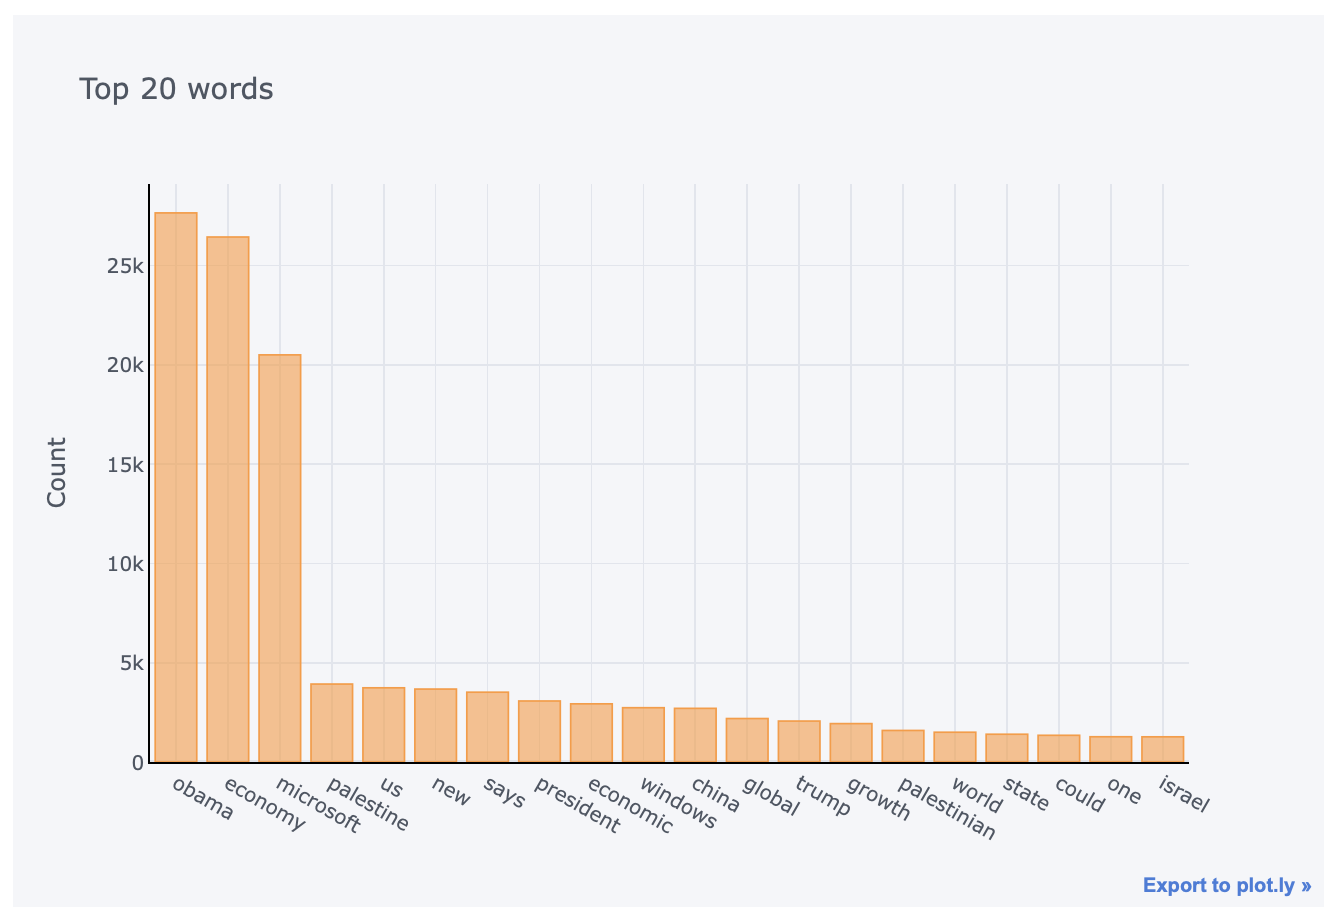 Top 20 words
Count
25k
20k
15k
10k
5k
0
obama
economy
microsoft
palestine
us
new
says
president
economic
windows
china
global
trump
growth
palestinian
world
state
could
one
israel
Export to plot.ly »